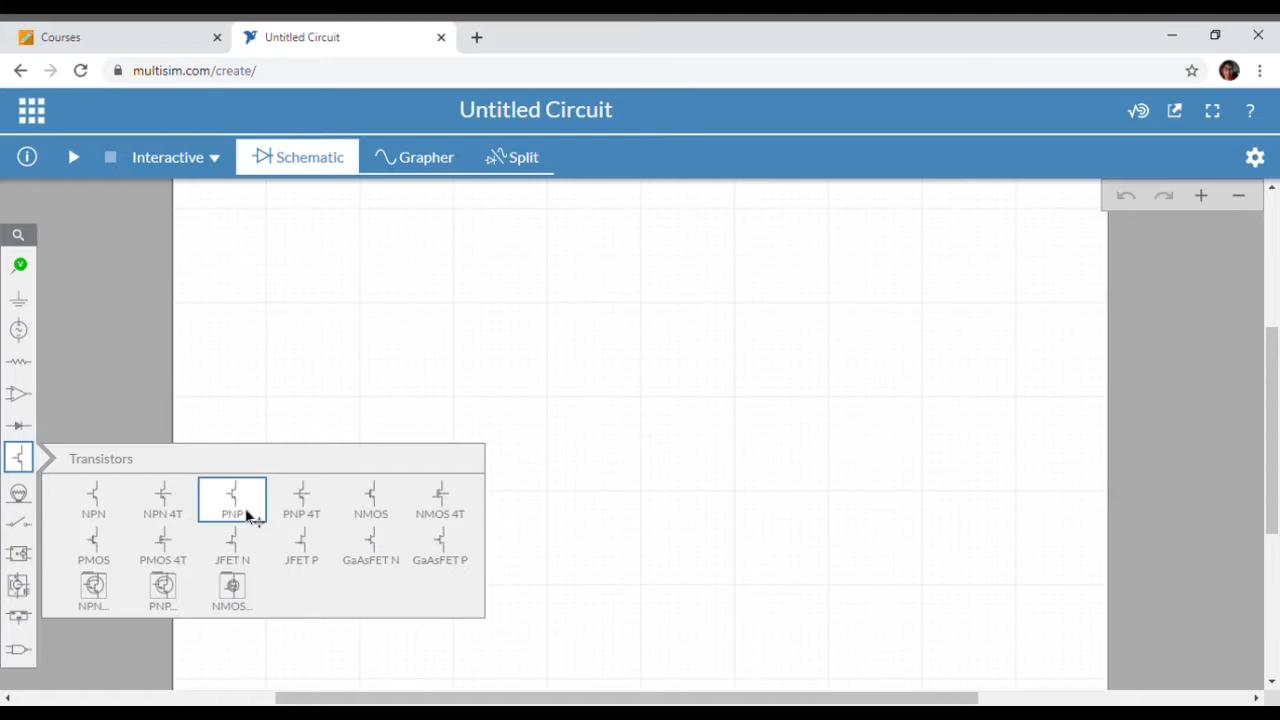 Courses
Untitled Circuit
multisim.com/create/
Untitled Circuit
?
Interactive
Schematic
Grapher
Split
V
Transistors
NPN
NPN 4T
PNP
PNP 4T
NMOS
NMOS 4T
PMOS
PMOS 4T
JFET N
JFET P
GaAsFET N
GaAsFET P
NPN...
PNP...
NMOS...